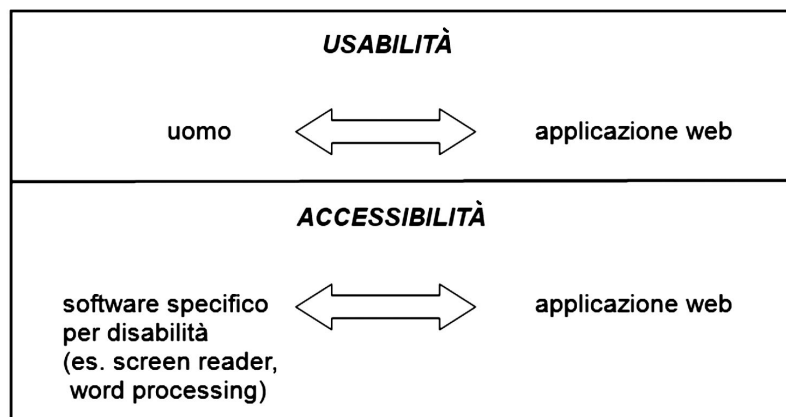 USABILITÀ
uomo
applicazione web
ACCESSIBILITÀ
software specifico
per disabilità
(es. screen reader,
word processing)
applicazione web